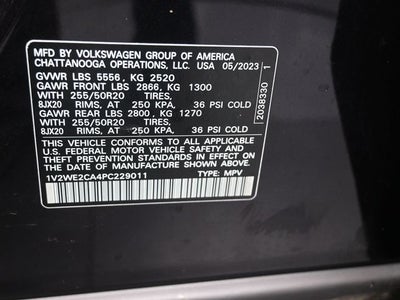 MFD BY VOLKSWAGEN GROUP OF AMERICA
CHATTANOOGA OPERATIONS, LLC. USA 05/2023
GVWR LBS 5556, KG 2520
GAWR FRONT LBS 2866, KG 1300
WITH 255/50R20 TIRES,
8JX20 RIMS, AT 250 KPA, 36 PSI COLD
GAWR REAR LBS 2800, KG 1270
WITH 255/50R20 TIRES,
8JX20 RIMS, AT 250 KPA, 36 PSI COLD
THIS VEHICLE CONFORMS TO ALL APPLICABLE
U.S. FEDERAL MOTOR VEHICLE SAFETY AND
THEFT PREVENTION STANDARDS IN EFFECT ON
THE DATE OF MANUFACTURE SHOWN ABOVE.
1V2WE2CA4PC229011 TYPE: MPV
2038330 1